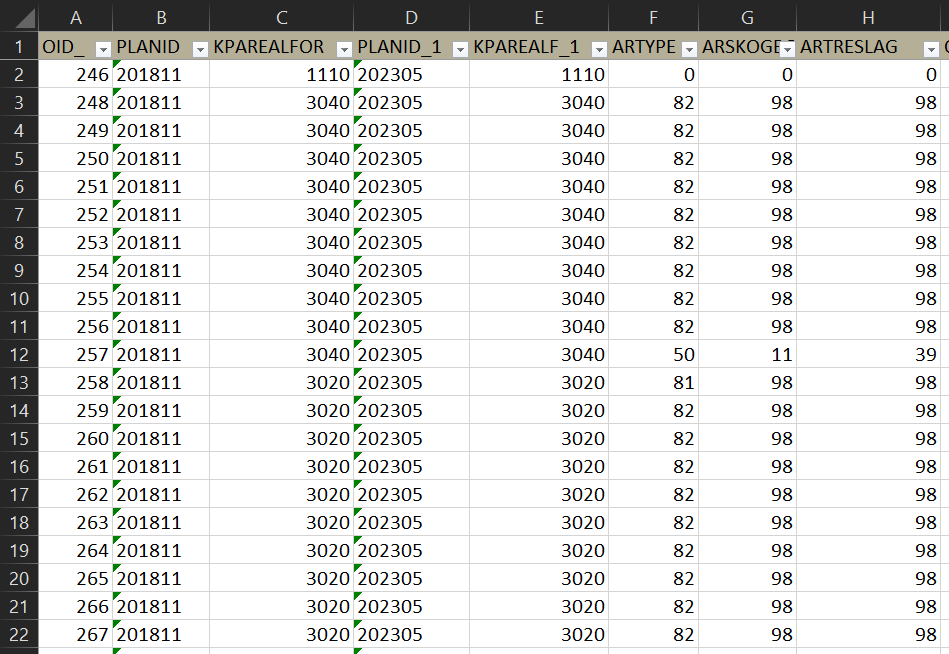 A B C D E F G H
1 OID_ PLANID KPAREALFOR PLANID_1 KPAREALF_1 ARTYPE ARSKOGB ARTRESLAG
2 246 201811 1110 202305 1110 0 0 0
3 248 201811 3040 202305 3040 82 98 98
4 249 201811 3040 202305 3040 82 98 98
5 250 201811 3040 202305 3040 82 98 98
6 251 201811 3040 202305 3040 82 98 98
7 252 201811 3040 202305 3040 82 98 98
8 253 201811 3040 202305 3040 82 98 98
9 254 201811 3040 202305 3040 82 98 98
10 255 201811 3040 202305 3040 82 98 98
11 256 201811 3040 202305 3040 82 98 98
12 257 201811 3040 202305 3040 50 11 39
13 258 201811 3020 202305 3020 81 98 98
14 259 201811 3020 202305 3020 82 98 98
15 260 201811 3020 202305 3020 82 98 98
16 261 201811 3020 202305 3020 82 98 98
17 262 201811 3020 202305 3020 82 98 98
18 263 201811 3020 202305 3020 82 98 98
19 264 201811 3020 202305 3020 82 98 98
20 265 201811 3020 202305 3020 82 98 98
21 266 201811 3020 202305 3020 82 98 98
22 267 201811 3020 202305 3020 82 98 98